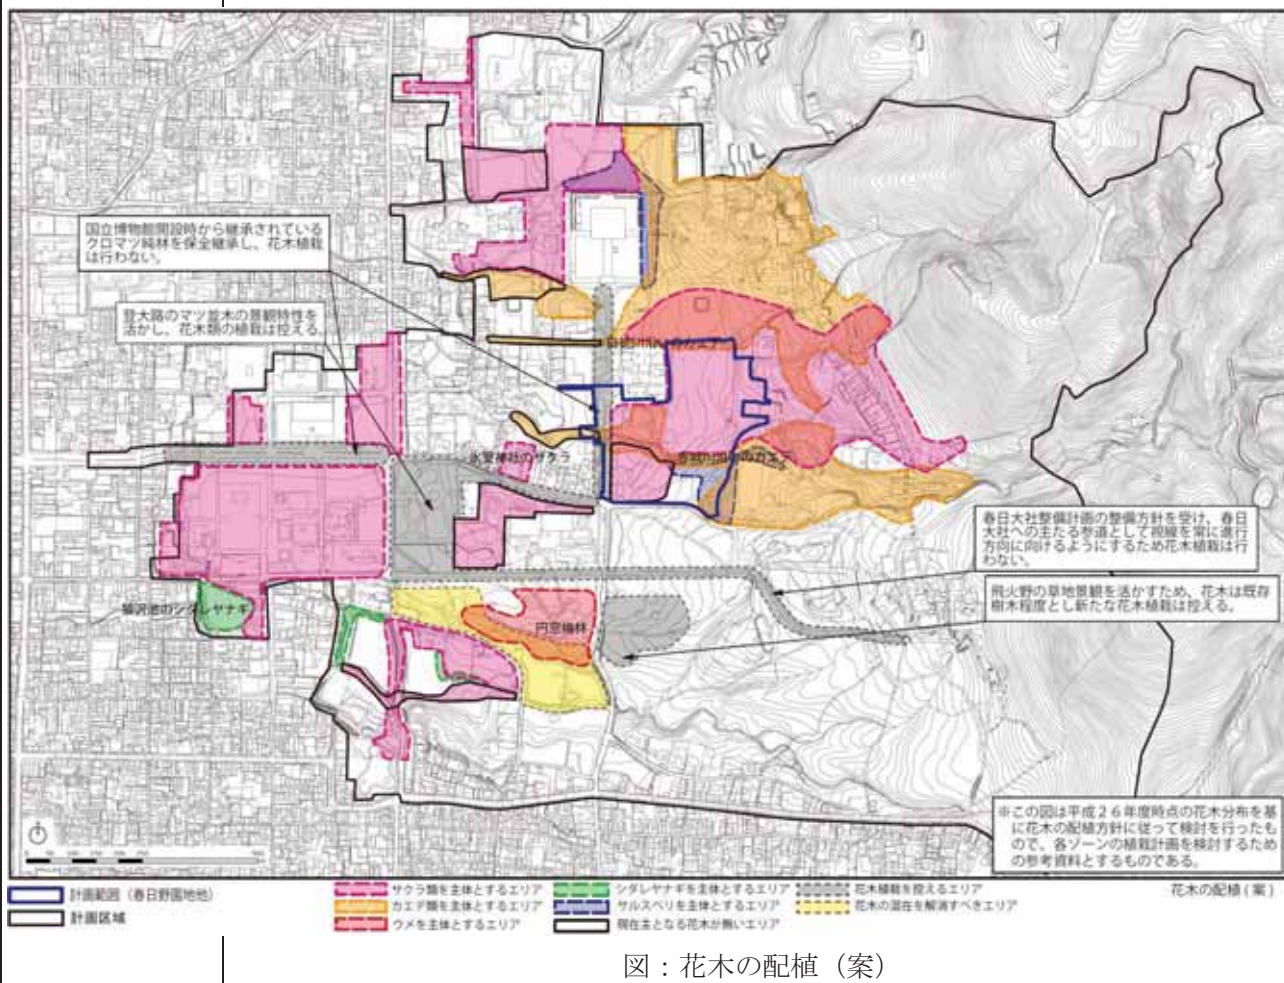 国立博物館開設時から継承されている
クロマツ純林を保全継承し、花木植栽
は行わない。
登大路のマツ並木の景観特性を
活かし、花木類の植栽は控える。
氷室神社のサクラ
猿沢池のシダレヤナギ
円窓梅林
春日大社整備計画の整備方針を受け、春日
大社への主たる参道として視線を常に進行
方向に向けるようにするため花木植栽は行
わない。
飛火野の草地景観を活かすため、花木は既存
樹木程度とし新たな花木植栽は控える。
※この図は平成26年度時点の花木分布を基
に花木の配植方針に従って検討を行ったも
ので、各ゾーンの植栽計画を検討するため
の参考資料とするものである。
計画範囲（春日野園地他）
計画区域
サクラ類を主体とするエリア
カエデ類を主体とするエリア
ウメを主体とするエリア
シダレヤナギを主体とするエリア
サルスベリを主体とするエリア
現在主となる花木が無いエリア
花木植栽を控えるエリア
花木の混在を解消すべきエリア
花木の配植（案）
図：花木の配植（案）